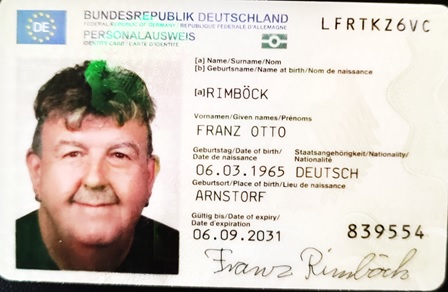 DE
BUNDESREPUBLIK DEUTSCHLAND
FEDERAL REPUBLIC OF GERMANY / REPUBLIQUE FEDERALE D'ALLEMAGNE
PERSONALAUSWEIS
IDENTITY CARD / CARTE D'IDENTITE
LFRTKZ6VC
[a] Name/Surname/Nom
[b] Geburtsname/Name at birth/Nom de naissance
[a]RIMBÖCK
Vornamen/Given names/Prénoms
FRANZ OTTO
Geburtstag/Date of birth/ Staatsangehörigkeit/Nationality/
Date de naissance Nationalité
06.03.1965 DEUTSCH
Geburtsort/Place of birth/Lieu de naissance
ARNSTORF
Gültig bis/Date of expiry/
Date d'expiration
06.09.2031 839554
Franz Rimböck